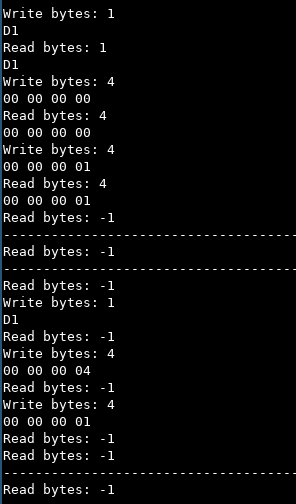 Write bytes: 1
D1
Read bytes: 1
D1
Write bytes: 4
00 00 00 00
Read bytes: 4
00 00 00 00
Write bytes: 4
00 00 00 01
Read bytes: 4
00 00 00 01
Read bytes: -1
-------------------------------------
Read bytes: -1
-------------------------------------
Read bytes: -1
Write bytes: 1
D1
Read bytes: -1
Write bytes: 4
00 00 00 04
Read bytes: -1
Write bytes: 4
00 00 00 01
Read bytes: -1
Read bytes: -1
-------------------------------------
Read bytes: -1